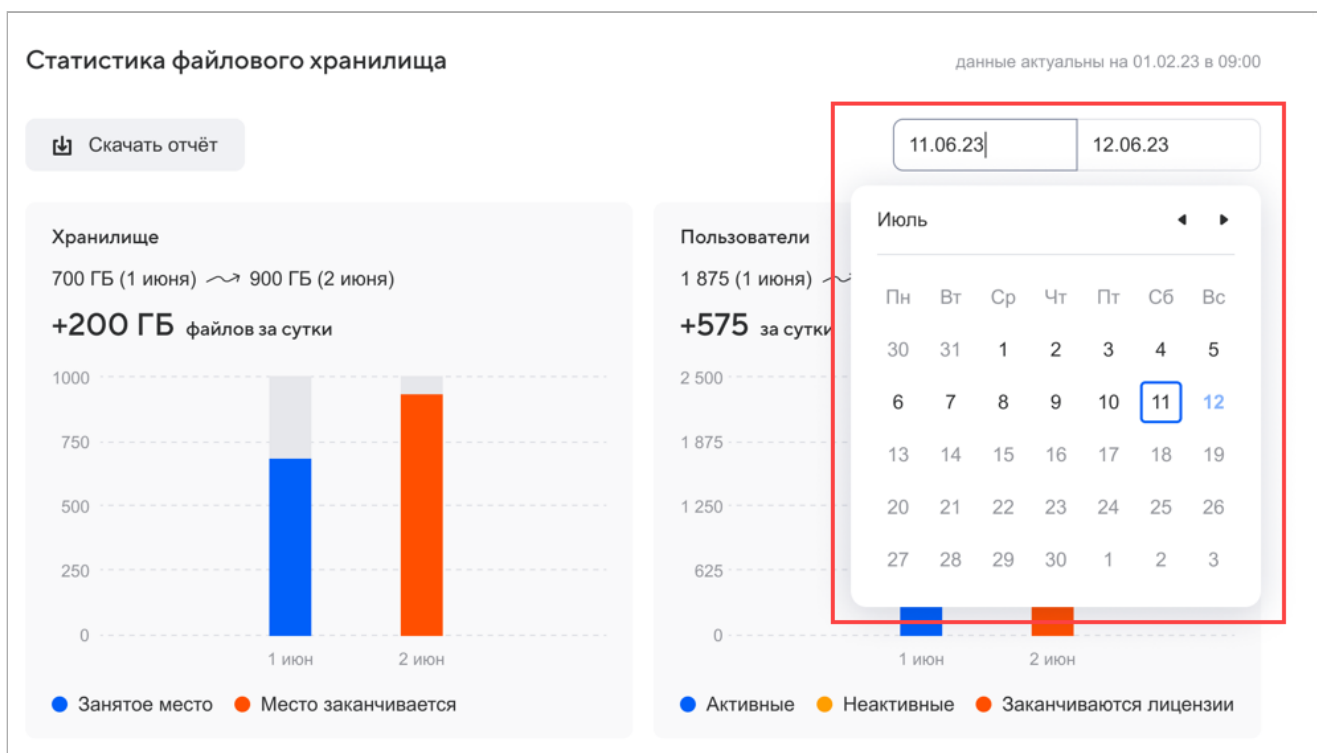 Статистика файлового хранилища
данные актуальны на 01.02.23 в 09:00
Скачать отчёт
11.06.23 12.06.23
Хранилище
700 ГБ (1 июня) 900 ГБ (2 июня)
+200 ГБ файлов за сутки
1000
750
500
250
0
1 июн 2 июн
Занятое место Место заканчивается
Пользователи
1 875 (1 июня)
+575 за сутки
2 500
1 875
1 250
625
0
1 июн 2 июн
Активные Неактивные Заканчиваются лицензии
Июль
Пн Вт Ср Чт Пт Сб Вс
30 31 1 2 3 4 5
6 7 8 9 10 11 12
13 14 15 16 17 18 19
20 21 22 23 24 25 26
27 28 29 30 1 2 3